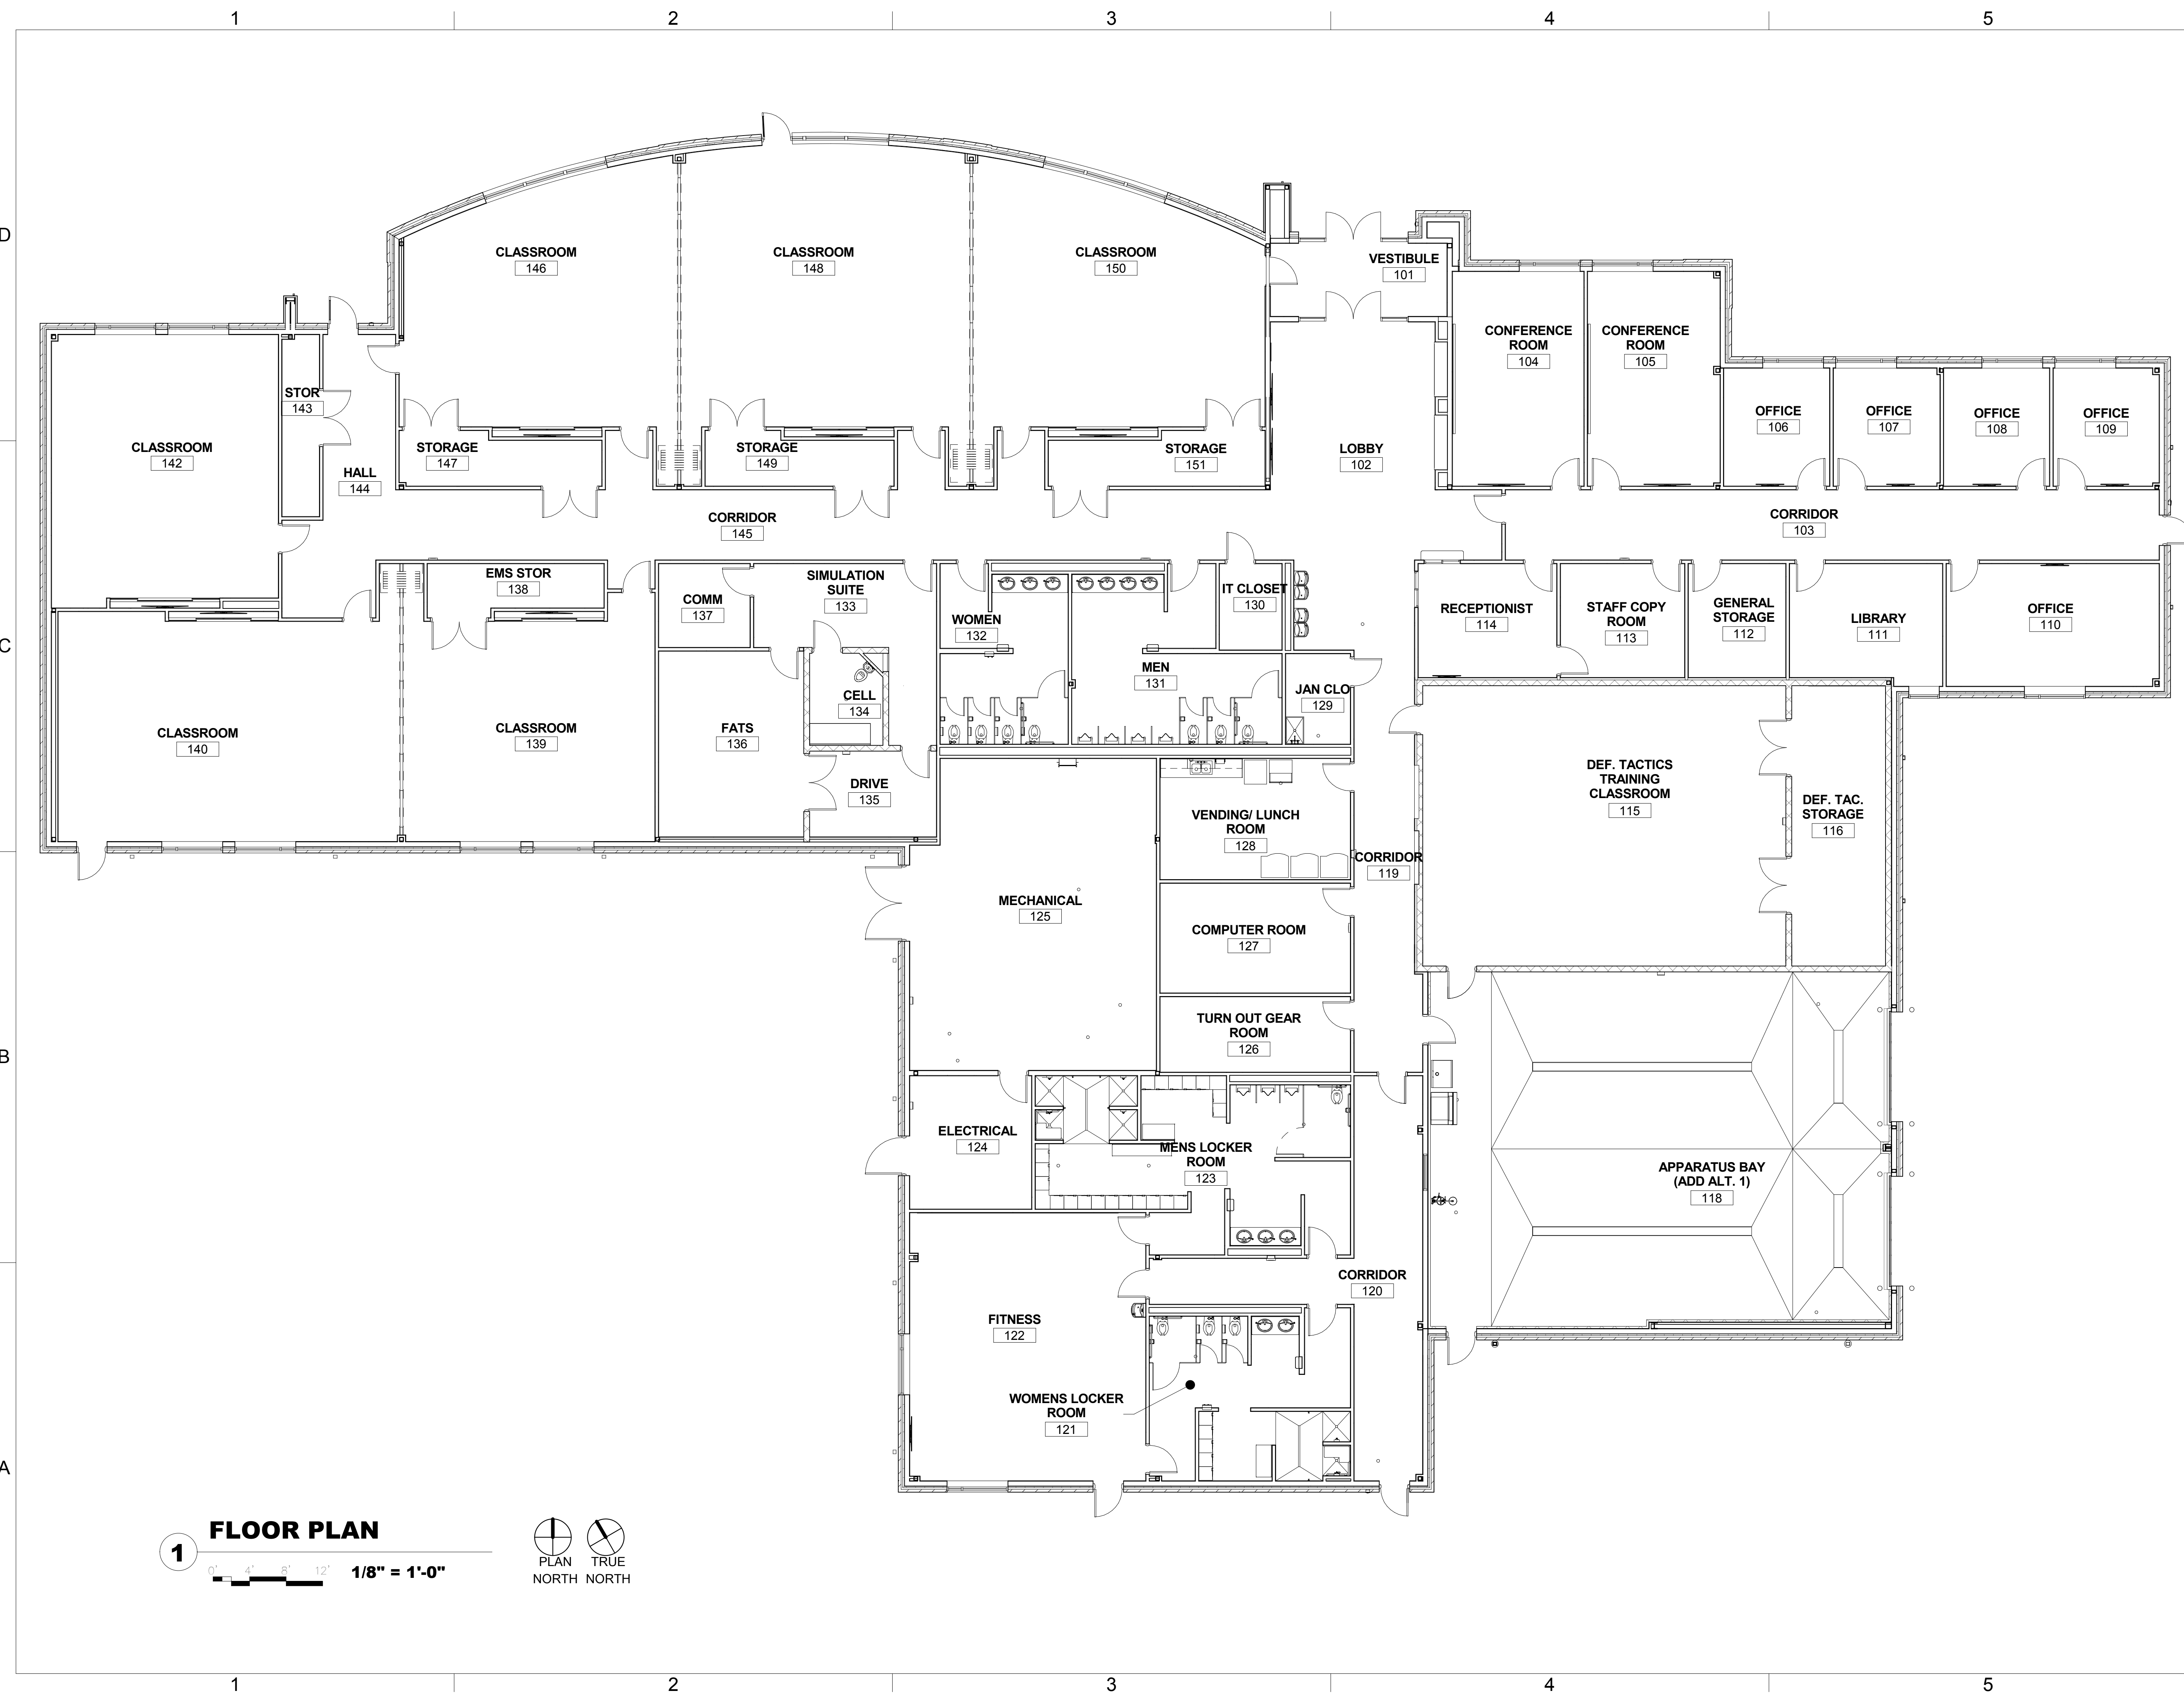 1 2 3 4 5
D
C
B
A
CLASSROOM
146
CLASSROOM
148
CLASSROOM
150
VESTIBULE
101
CONFERENCE
ROOM
104
CONFERENCE
ROOM
105
STOR
143
OFFICE
106
OFFICE
107
OFFICE
108
OFFICE
109
CLASSROOM
142
HALL
144
STORAGE
147
STORAGE
149
STORAGE
151
LOBBY
102
CORRIDOR
145
CORRIDOR
103
EMS STOR
138
COMM
137
SIMULATION
SUITE
133
WOMEN
132
IT CLOSET
130
RECEPTIONIST
114
STAFF COPY
ROOM
113
GENERAL
STORAGE
112
LIBRARY
111
OFFICE
110
MEN
131
CELL
134
JAN CLO
129
CLASSROOM
140
CLASSROOM
139
FATS
136
DRIVE
135
DEF. TACTICS
TRAINING
CLASSROOM
115
DEF. TAC.
STORAGE
116
VENDING/ LUNCH
ROOM
128
CORRIDOR
119
MECHANICAL
125
COMPUTER ROOM
127
TURN OUT GEAR
ROOM
126
ELECTRICAL
124
MENS LOCKER
ROOM
123
APPARATUS BAY
(ADD ALT. 1)
118
CORRIDOR
120
FITNESS
122
WOMENS LOCKER
ROOM
121
1
FLOOR PLAN
0' 4' 8' 12'
1/8" = 1'-0"
PLAN
NORTH
TRUE
NORTH
1 2 3 4 5